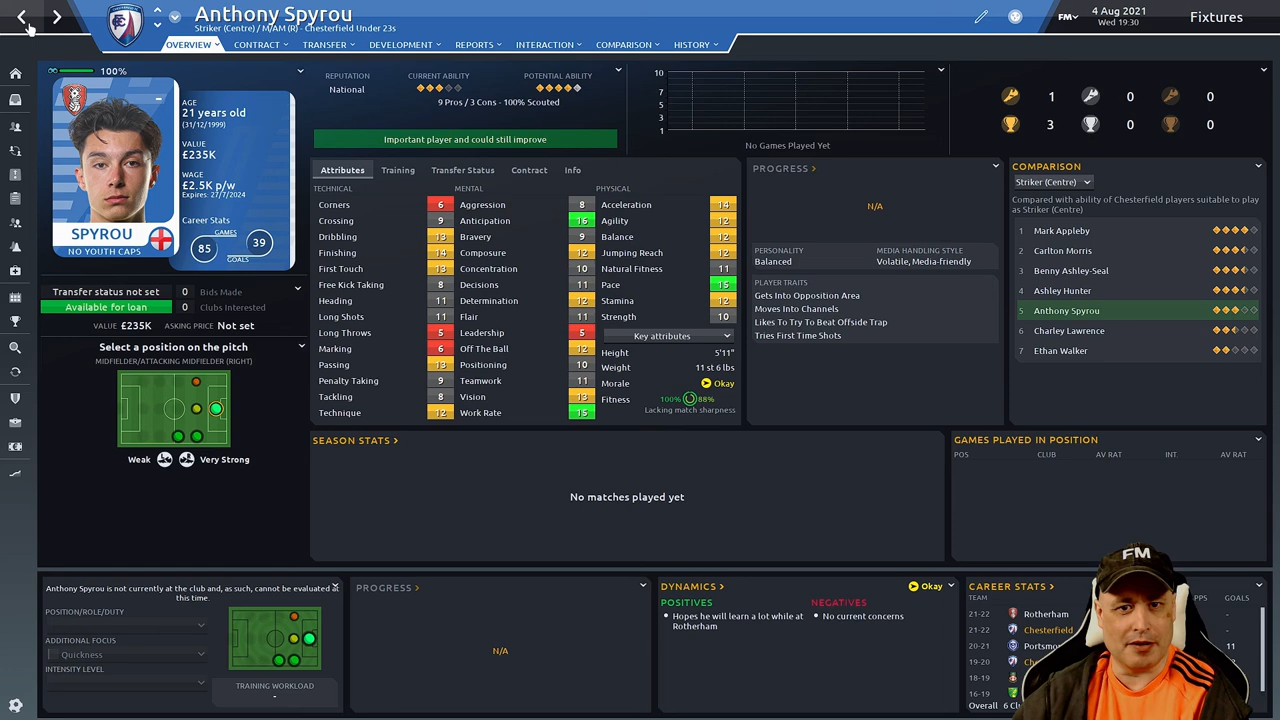 Anthony Spyrou
Striker (Centre) / M/AM (R) - Chesterfield Under 23s
FM
4 Aug 2021
Wed 19:30
Fixtures
OVERVIEW CONTRACT TRANSFER DEVELOPMENT REPORTS INTERACTION COMPARISON HISTORY
100%
AGE
21 years old
(31/12/1999)
VALUE
£235K
WAGE
£2.5K p/w
Expires: 27/7/2024
Career Stats
GAMES
85
39
GOALS
SPYROU
NO YOUTH CAPS
Transfer status not set
0 Bids Made
Available for loan
0 Clubs Interested
VALUE £235K ASKING PRICE Not set
Select a position on the pitch
MIDFIELDER/ATTACKING MIDFIELDER (RIGHT)
Weak Very Strong
REPUTATION
National
CURRENT ABILITY
POTENTIAL ABILITY
9 Pros / 3 Cons - 100% Scouted
Important player and could still improve
10
7
5
3
1
No Games Played Yet
1 0 0
3 0 0
Attributes Training Transfer Status Contract Info
TECHNICAL MENTAL PHYSICAL
Corners 6 Aggression 8 Acceleration 14
Crossing 9 Anticipation 15 Agility 12
Dribbling 13 Bravery 9 Balance 12
Finishing 14 Composure 12 Jumping Reach 12
First Touch 13 Concentration 10 Natural Fitness 11
Free Kick Taking 8 Decisions 11 Pace 15
Heading 11 Determination 12 Stamina 12
Long Shots 11 Flair 11 Strength 10
Long Throws 5 Leadership 5 Key attributes
Marking 6 Off The Ball 12 Height 5'11"
Passing 13 Positioning 10 Weight 11 st 6 lbs
Penalty Taking 9 Teamwork 11 Morale Okay
Tackling 8 Vision 13 Fitness 100% 88%
Technique 12 Work Rate 15 Lacking match sharpness
PROGRESS >
N/A
PERSONALITY
Balanced
MEDIA HANDLING STYLE
Volatile, Media-friendly
PLAYER TRAITS
Gets Into Opposition Area
Moves Into Channels
Likes To Try To Beat Offside Trap
Tries First Time Shots
COMPARISON
Striker (Centre)
Compared with ability of Chesterfield players suitable to play
as Striker (Centre)
1 Mark Appleby
2 Carlton Morris
3 Benny Ashley-Seal
4 Ashley Hunter
5 Anthony Spyrou
6 Charley Lawrence
7 Ethan Walker
SEASON STATS >
No matches played yet
GAMES PLAYED IN POSITION
POS CLUB AV RAT INT. AV RAT
Anthony Spyrou is not currently at the club and, as such, cannot be evaluated at
this time.
POSITION/ROLE/DUTY
ADDITIONAL FOCUS
Quickness
INTENSITY LEVEL
TRAINING WORKLOAD
-
PROGRESS >
N/A
DYNAMICS >
Okay
POSITIVES
Hopes he will learn a lot while at
Rotherham
NEGATIVES
No current concerns
CAREER STATS >
TEAM PPS GOALS
21-22 Rotherham -
21-22 Chesterfield -
20-21 11
19-20
18-19
16-19
Overall
FM